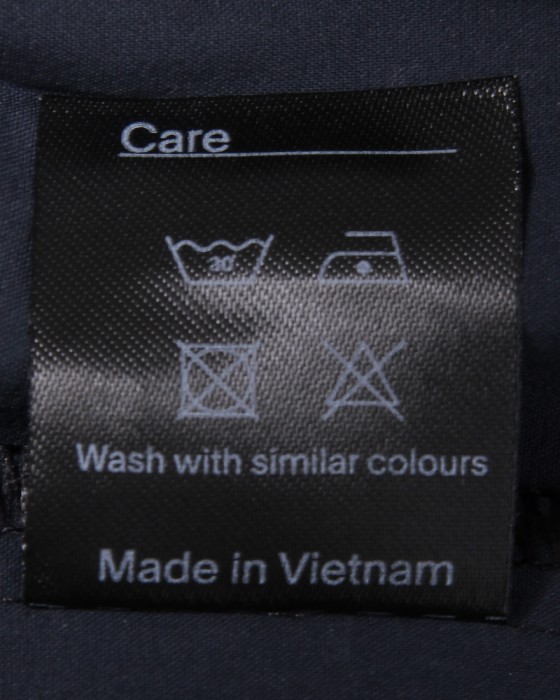 Care
30°
Wash with similar colours
Made in Vietnam